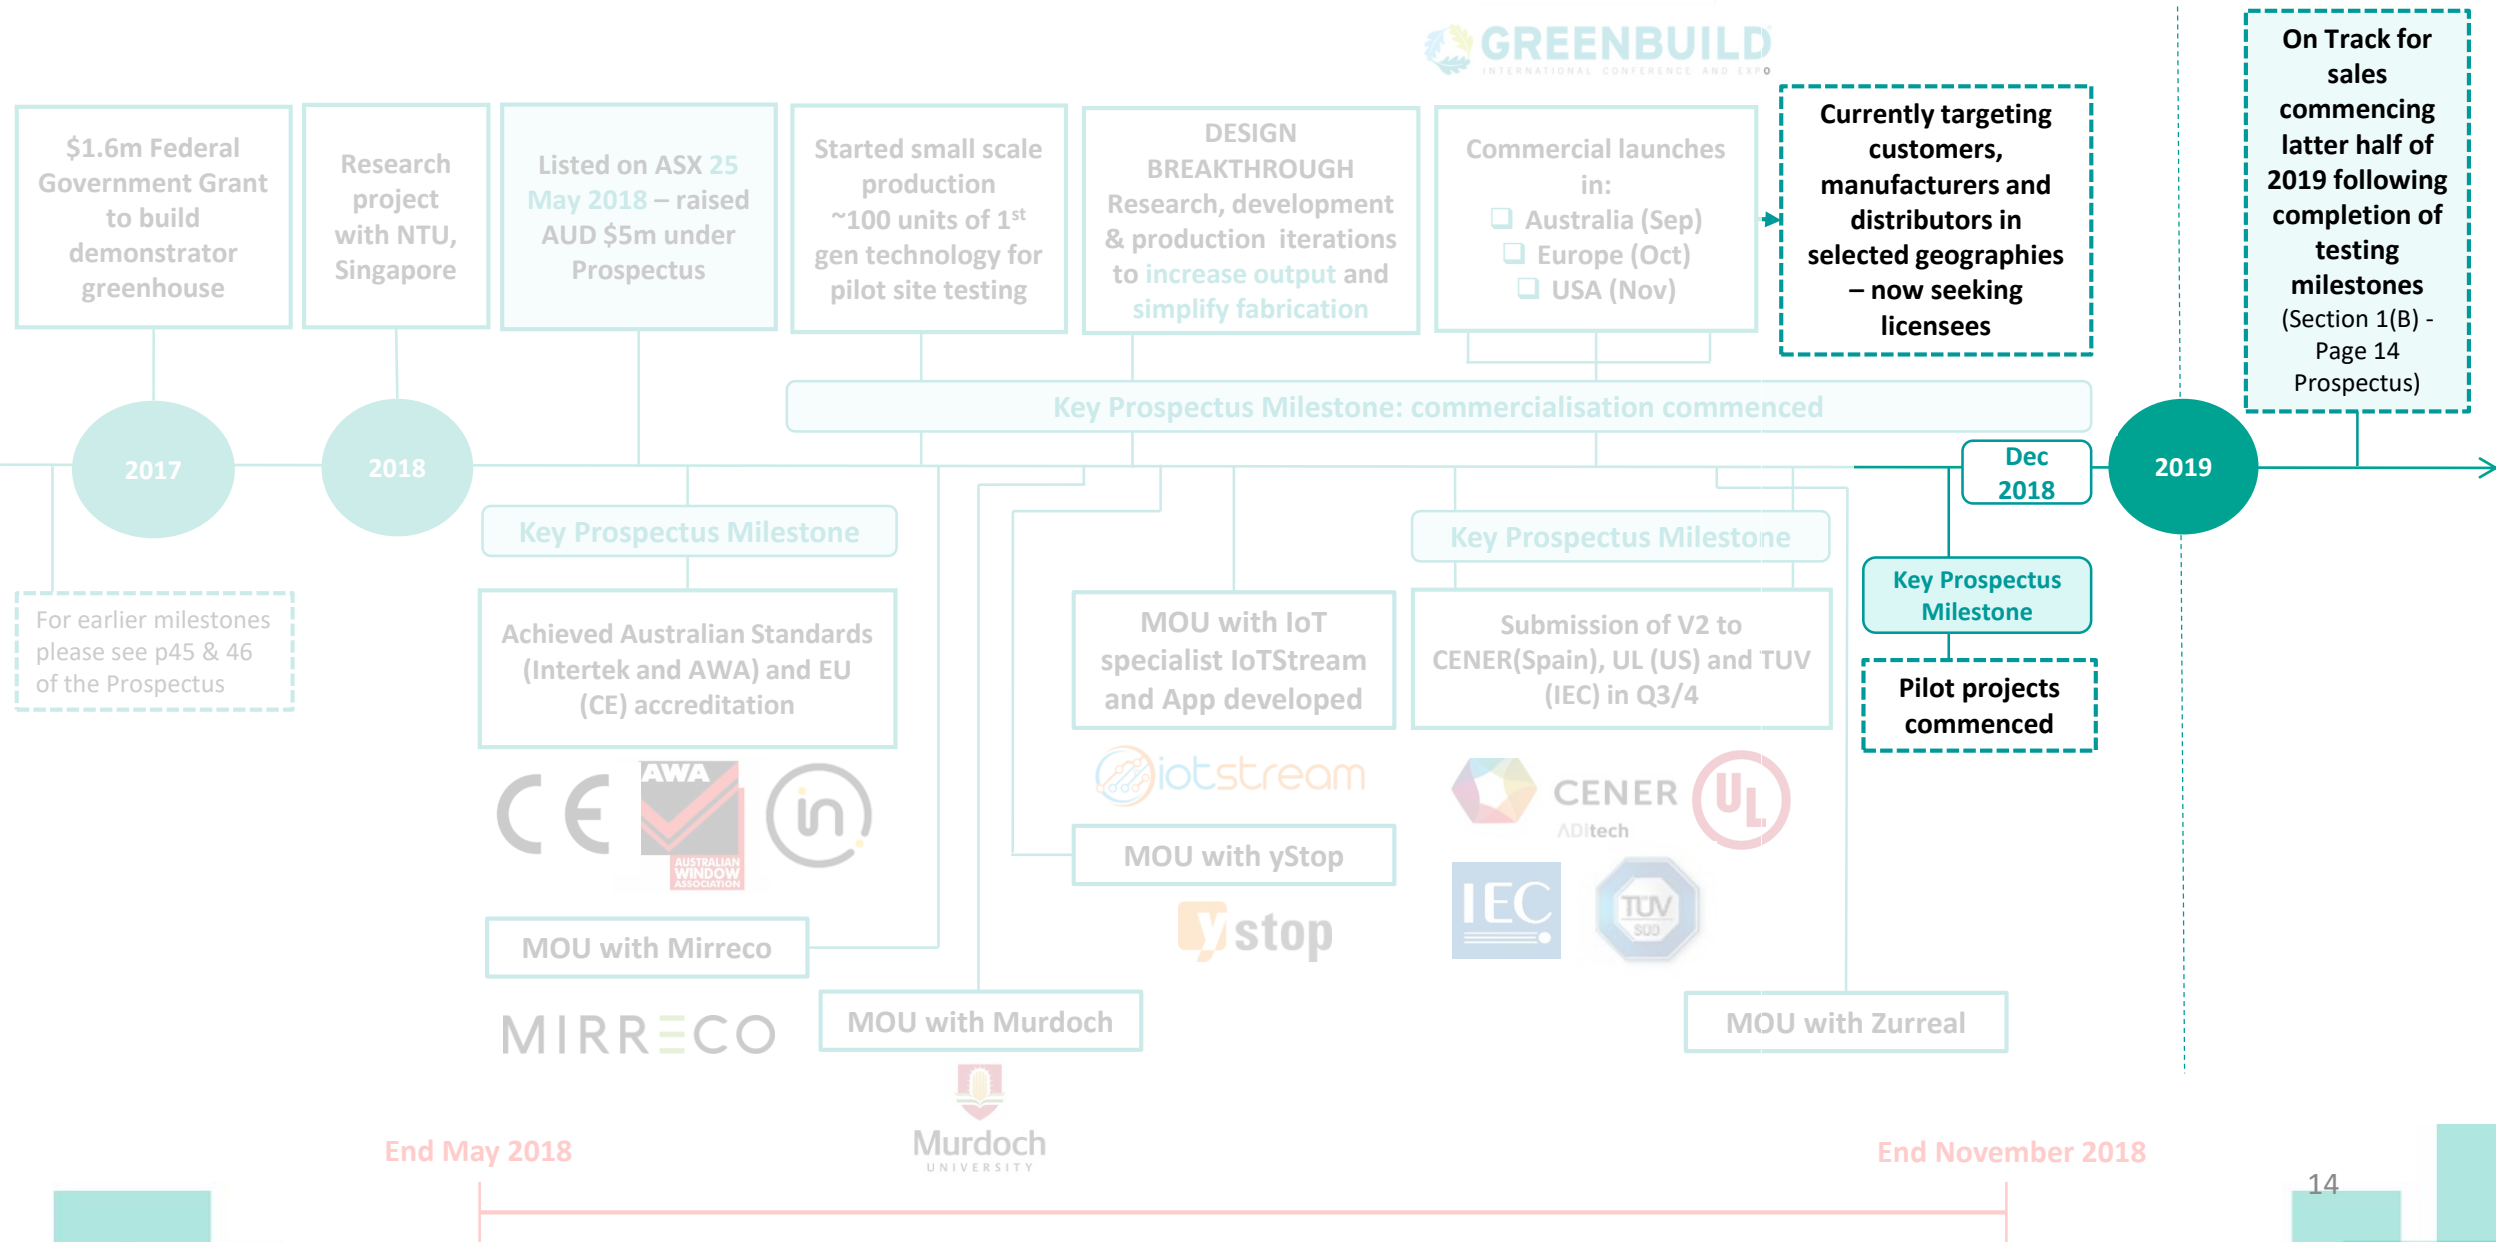 GREENBUILD
INTERNATIONAL CONFERENCE AND EXPO
$1.6m Federal
Government Grant
to build
demonstrator
greenhouse
Research
project
with NTU,
Singapore
Listed on ASX 25
May 2018 – raised
AUD $5m under
Prospectus
Started small scale
production
~100 units of 1st
gen technology for
pilot site testing
DESIGN
BREAKTHROUGH
Research, development
& production iterations
to increase output and
simplify fabrication
Commercial launches
in:
❑ Australia (Sep)
❑ Europe (Oct)
❑ USA (Nov)
Currently targeting
customers,
manufacturers and
distributors in
selected geographies
– now seeking
licensees
On Track for
sales
commencing
latter half of
2019 following
completion of
testing
milestones
(Section 1(B) -
Page 14
Prospectus)
Key Prospectus Milestone: commercialisation commenced
2017
2018
Dec
2018
2019
Key Prospectus Milestone
Key Prospectus Milestone
Key Prospectus
Milestone
For earlier milestones
please see p45 & 46
of the Prospectus
Achieved Australian Standards
(Intertek and AWA) and EU
(CE) accreditation
MOU with IoT
specialist IoTStream
and App developed
Submission of V2 to
CENER(Spain), UL (US) and TUV
(IEC) in Q3/4
Pilot projects
commenced
CE
AWA
AUSTRALIAN
WINDOW
ASSOCIATION
in
iotstream
CENER
ADItech
UL
MOU with yStop
ystop
IEC
TUV
SUD
MOU with Mirreco
MIRRECO
MOU with Murdoch
Murdoch
UNIVERSITY
MOU with Zurreal
End May 2018
End November 2018
14